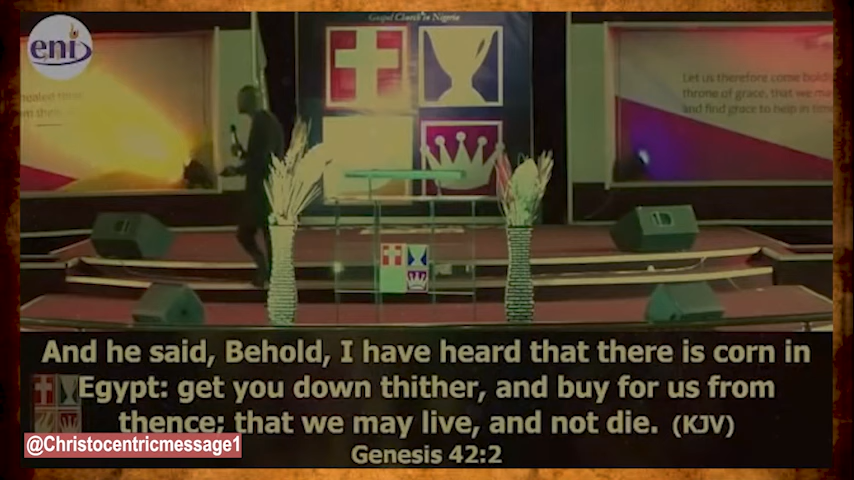 Gospel Church in Nigeria
eni
Let us therefore come bold
throne of grace, that we ma
and find grace to help in time
And he said, Behold, I have heard that there is corn in
Egypt: get you down thither, and buy for us from
thence; that we may live, and not die. (KJV)
@Christocentricmessage1
Genesis 42:2